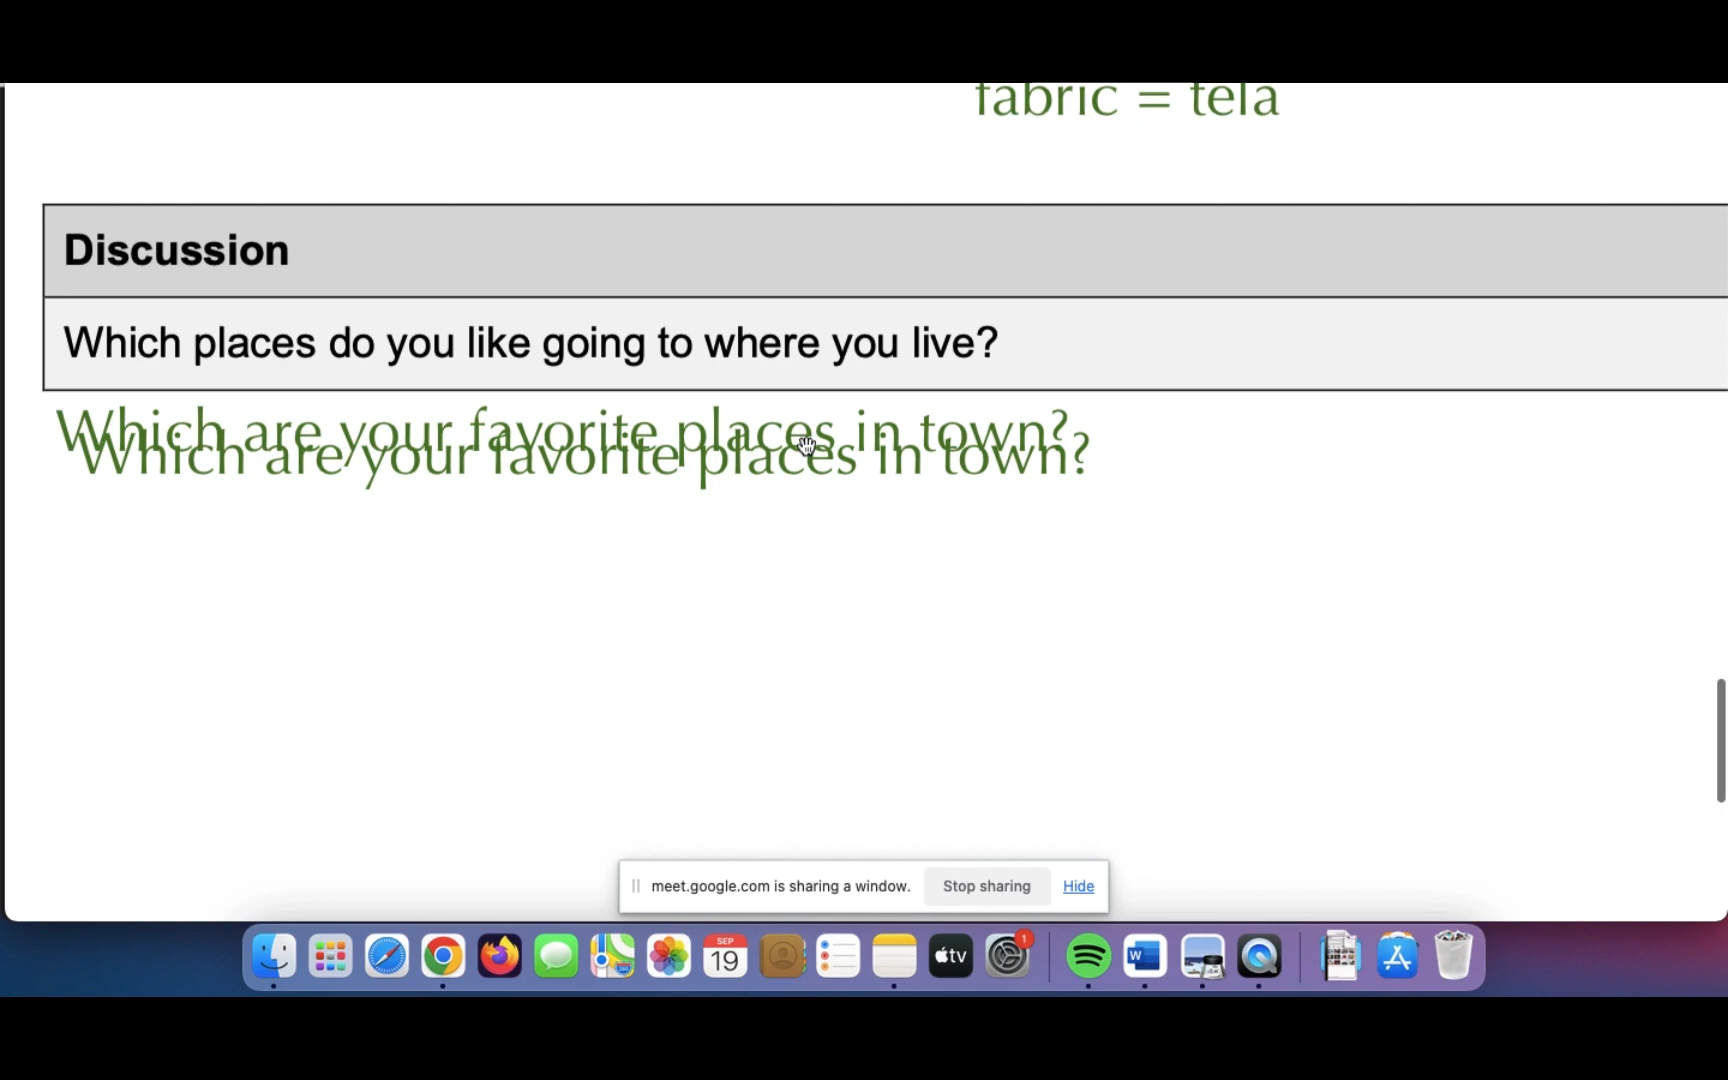 fabric = tela
Discussion
Which places do you like going to where you live?
Which are your favorite places in town?
Which are your favorite places in town?
meet.google.com is sharing a window.
Stop sharing
Hide
SEP
19
tv
1
W